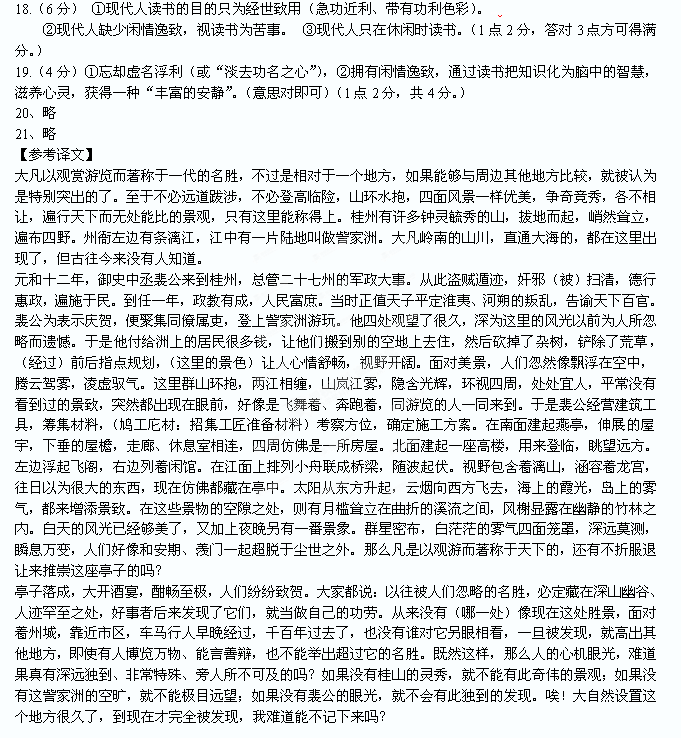 18.（6分） ①现代人读书的目的只为经世致用（急功近利、带有功利色彩）。
②现代人缺少闲情逸致，视读书为苦事。 ③现代人只在休闲时读书。（1点2分，答对3点方可得满
分。）
19.（4分）①忘却虚名浮利（或“淡去功名之心”），②拥有闲情逸致，通过读书把知识化为脑中的智慧，
滋养心灵，获得一种“丰富的安静”。（意思对即可）（1点2分，共4分。）
20、略
21、略
【参考译文】
大凡以观赏游览而著称于一代的名胜，不过是相对于一个地方，如果能够与周边其他地方比较，就被认为
是特别突出的了。至于不必远道跋涉，不必登高临险，山环水抱，四面风景一样优美，争奇竞秀，各不相
让，遍行天下而无处能比的景观，只有这里能称得上。桂州有许多钟灵毓秀的山，拔地而起，峭然耸立，
遍布四野。州衙左边有条漓江，江中有一片陆地叫做訾家洲。大凡岭南的山川，直通大海的，都在这里出
现了，但古往今来没有人知道。
元和十二年，御史中丞裴公来到桂州，总管二十七州的军政大事。从此盗贼遁迹，奸邪（被）扫清，德行
惠政，遍施于民。到任一年，政教有成，人民富庶。当时正值天子平定淮夷、河朔的叛乱，告谕天下百官。
裴公为表示庆贺，便聚集同僚属吏，登上訾家洲游玩。他四处观望了很久，深为这里的风光以前为人所忽
略而遗憾。于是他付给洲上的居民很多钱，让他们搬到别的空地上去住，然后砍掉了杂树，铲除了荒草，
（经过）前后指点规划，（这里的景色）让人心情舒畅，视野开阔。面对美景，人们忽然像飘浮在空中，
腾云驾雾，凌虚驭气。这里群山环抱，两江相缠，山岚江雾，隐含光辉，环视四周，处处宜人，平常没有
看到过的景致，突然都出现在眼前，好像是飞舞着、奔跑着，同游览的人一同来到。于是裴公经营建筑工
具，筹集材料，（鸠工庀材：招集工匠准备材料）考察方位，确定施工方案。在南面建起燕亭，伸展的屋
宇，下垂的屋檐，走廊、休息室相连，四周仿佛是一所房屋。北面建起一座高楼，用来登临，眺望远方。
左边浮起飞阁，右边列着闲馆。在江面上排列小舟联成桥梁，随波起伏。视野包含着漓山，涵容着龙宫，
往日以为很大的东西，现在仿佛都藏在亭中。太阳从东方升起，云烟向西方飞去，海上的霞光，岛上的雾
气，都来增添景致。在这些景物的空隙之处，则有月槛耸立在曲折的溪流之间，风榭显露在幽静的竹林之
内。白天的风光已经够美了，又加上夜晚另有一番景象。群星密布，白茫茫的雾气四面笼罩，深远莫测，
瞬息万变，人们好像和安期、羡门一起超脱于尘世之外。那么凡是以观游而著称于天下的，还有不折服退
让来推崇这座亭子的吗？
亭子落成，大开酒宴，酣畅至极，人们纷纷致贺。大家都说：以往被人们忽略的名胜，必定藏在深山幽谷、
人迹罕至之处，好事者后来发现了它们，就当做自己的功劳。从来没有（哪一处）像现在这处胜景，面对
着州城，靠近市区，车马行人早晚经过，千百年过去了，也没有谁对它另眼相看，一旦被发现，就高出其
他地方，即使有人博览万物、能言善辩，也不能举出超过它的名胜。既然这样，那么人的心机眼光，难道
果真有深远独到、非常特殊、旁人所不可及的吗？如果没有桂山的灵秀，就不能有此奇伟的景观；如果没
有这訾家洲的空旷，就不能极目远望；如果没有裴公的眼光，就不会有此独到的发现。唉！大自然设置这
个地方很久了，到现在才完全被发现，我难道能不记下来吗？